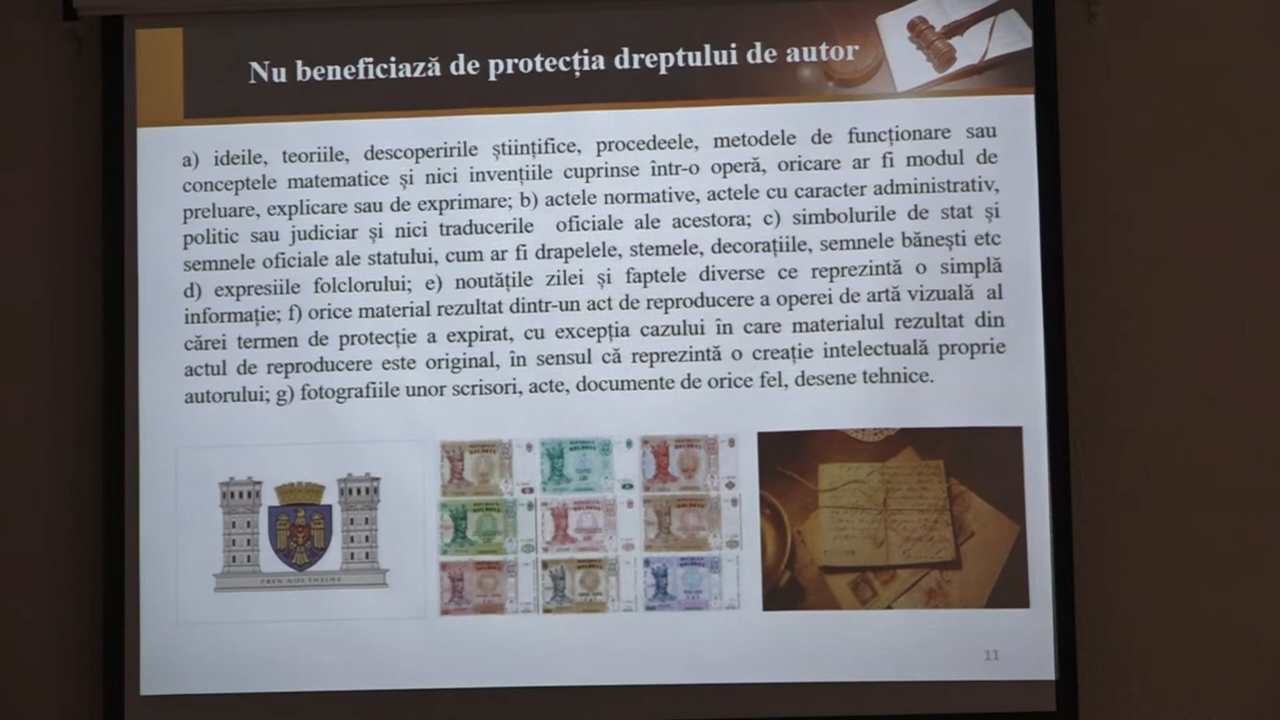 Nu beneficiază de protecția dreptului de autor
a) ideile, teoriile, descoperirile științifice, procedeele, metodele de funcționare sau
conceptele matematice și nici invențiile cuprinse într-o operă, oricare ar fi modul de
preluare, explicare sau de exprimare; b) actele normative, actele cu caracter administrativ,
politic sau judiciar și nici traducerile oficiale ale acestora; c) simbolurile de stat și
semnele oficiale ale statului, cum ar fi drapelele, stemele, decorațiile, semnele bănești etc
d) expresiile folclorului; e) noutățile zilei și faptele diverse ce reprezintă o simplă
informație; f) orice material rezultat dintr-un act de reproducere a operei de artă vizuală al
cărei termen de protecție a expirat, cu excepția cazului în care materialul rezultat din
actul de reproducere este original, în sensul că reprezintă o creație intelectuală proprie
autorului; g) fotografiile unor scrisori, acte, documente de orice fel, desene tehnice.
11